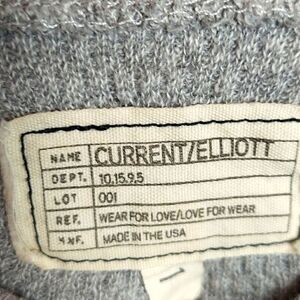 NAME CURRENT/ELLIOTT
DEPT. 10.15.9.5
LOT 001
REF. WEAR FOR LOVE/LOVE FOR WEAR
MNF. MADE IN THE USA
1